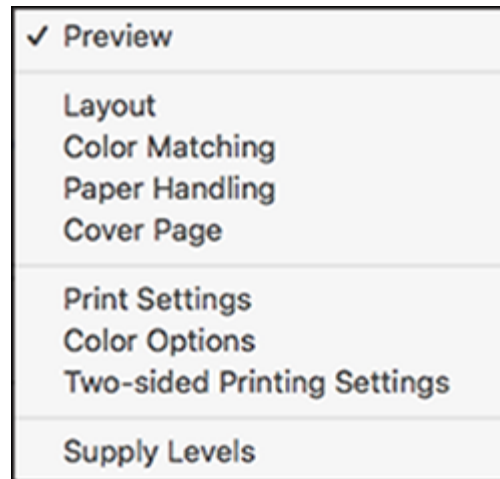 ✓ Preview
Layout
Color Matching
Paper Handling
Cover Page
Print Settings
Color Options
Two-sided Printing Settings
Supply Levels